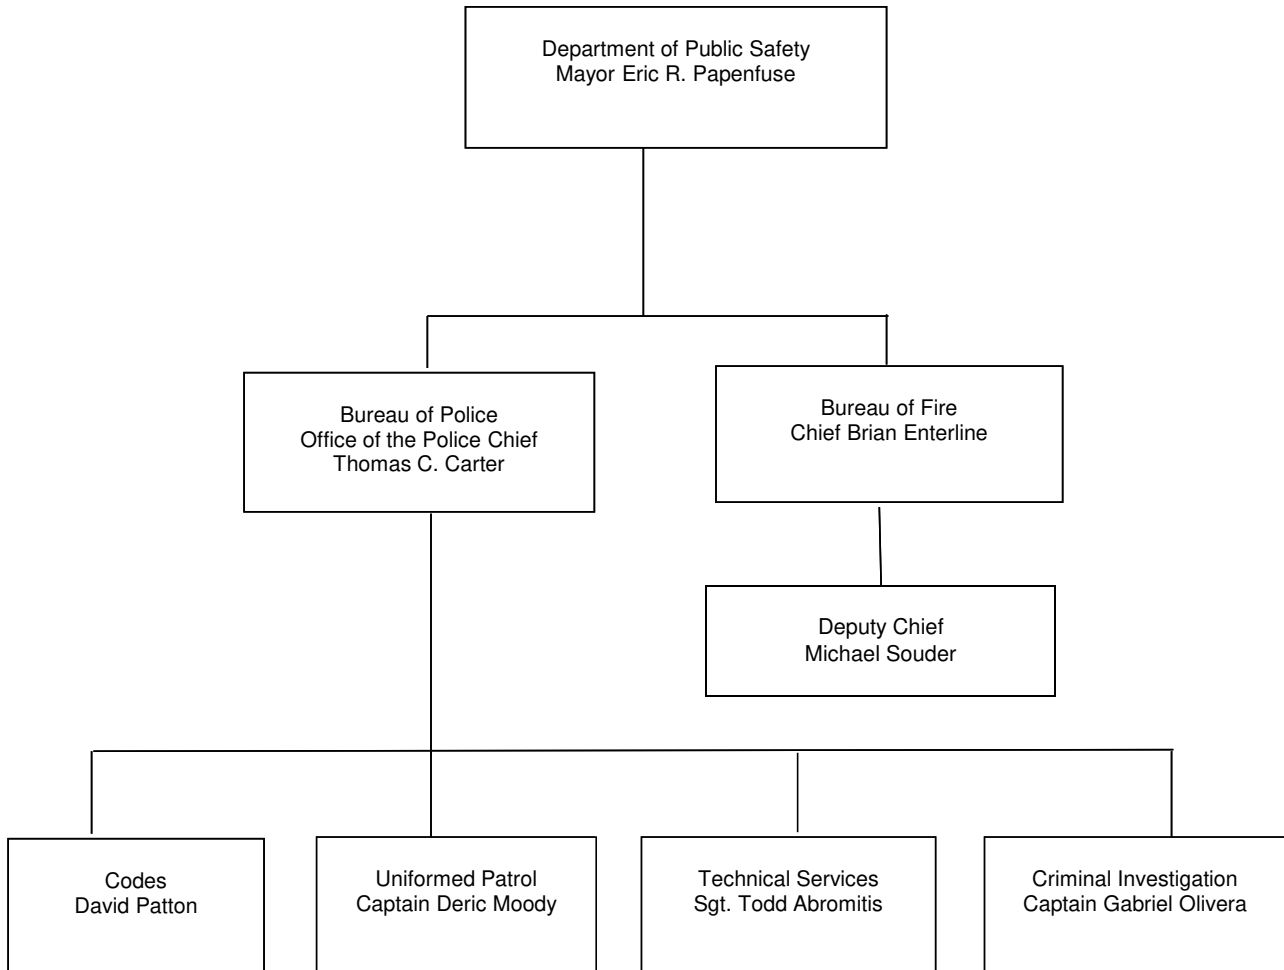 Department of Public Safety
Mayor Eric R. Papenfuse
Bureau of Police
Office of the Police Chief
Thomas C. Carter
Bureau of Fire
Chief Brian Enterline
Deputy Chief
Michael Souder
Codes
David Patton
Uniformed Patrol
Captain Deric Moody
Technical Services
Sgt. Todd Abromitis
Criminal Investigation
Captain Gabriel Olivera